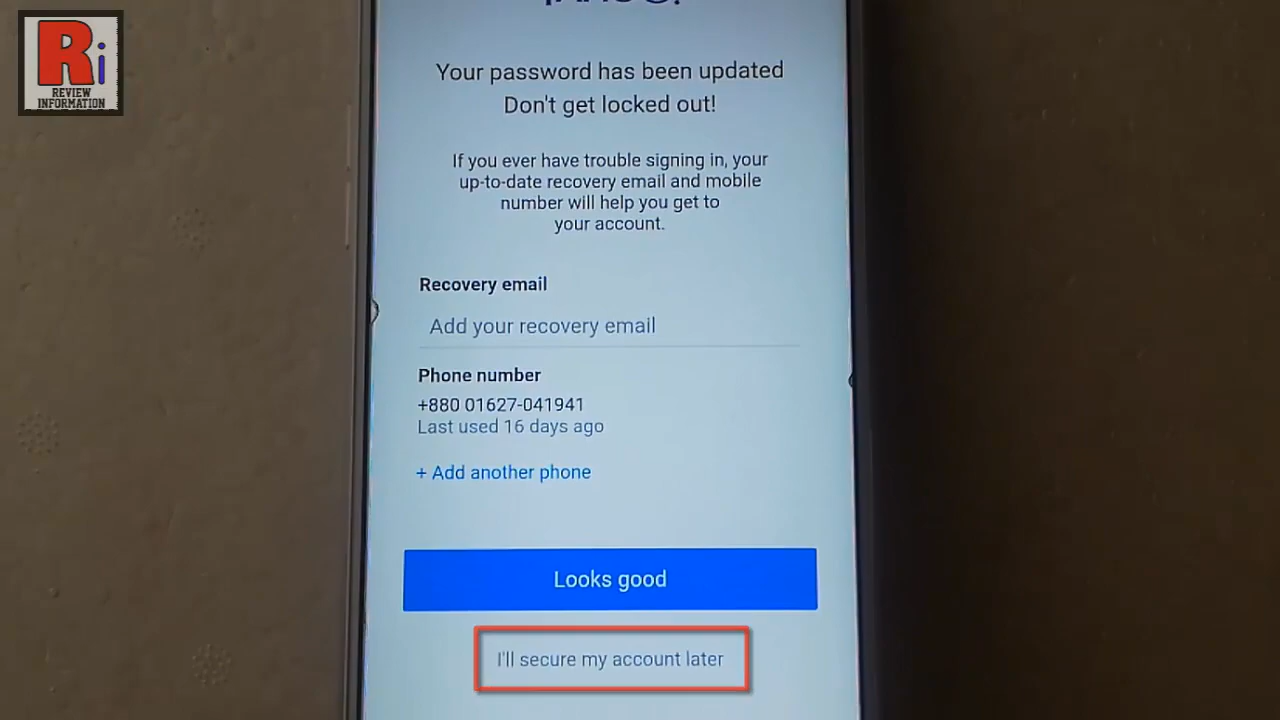 Ri
REVIEW
INFORMATION
Your password has been updated
Don't get locked out!
If you ever have trouble signing in, your
up-to-date recovery email and mobile
number will help you get to
your account.
Recovery email
Add your recovery email
Phone number
+880 01627-041941
Last used 16 days ago
+ Add another phone
Looks good
I'll secure my account later